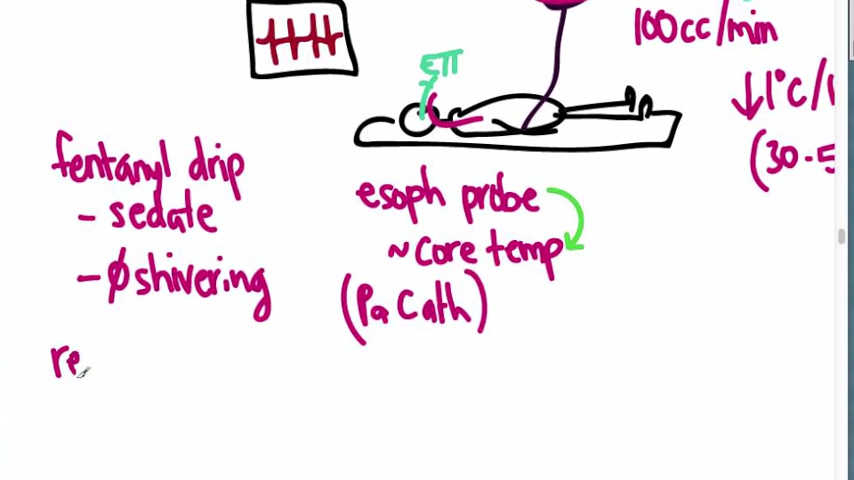 100cc/min
ETT
↓1°C/
(30-5
fentanyl drip
- sedate
- Ø shivering
esoph probe
~core temp
(Pa Cath)
re